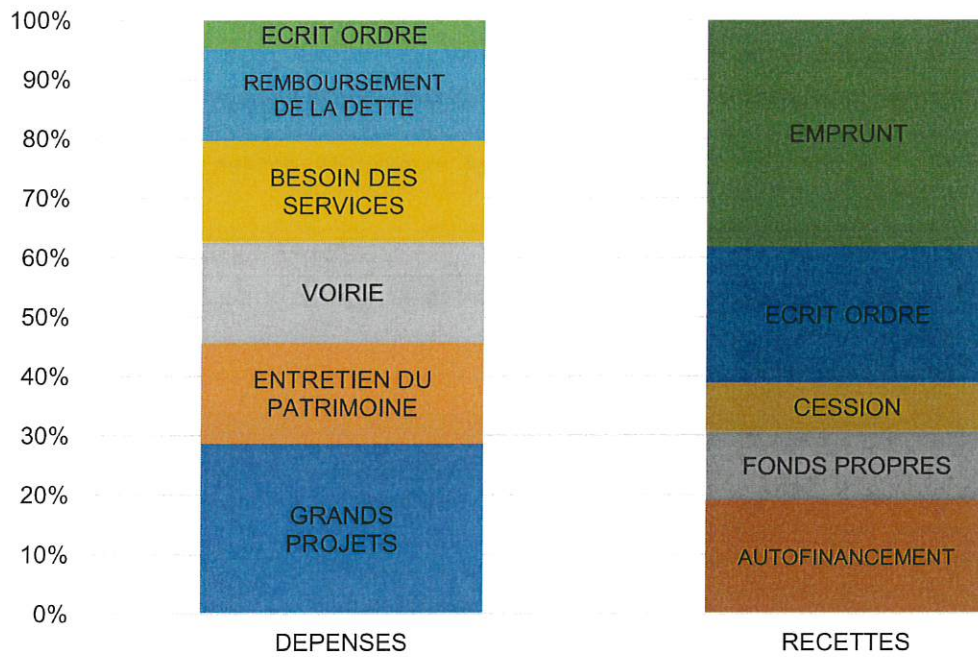 100%
90%
80%
70%
60%
50%
40%
30%
20%
10%
0%
ECRIT ORDRE
REMBOURSEMENT
DE LA DETTE
BESOIN DES
SERVICES
VOIRIE
ENTRETIEN DU
PATRIMOINE
GRANDS
PROJETS
DEPENSES
EMPRUNT
ECRIT ORDRE
CESSION
FONDS PROPRES
AUTOFINANCEMENT
RECETTES